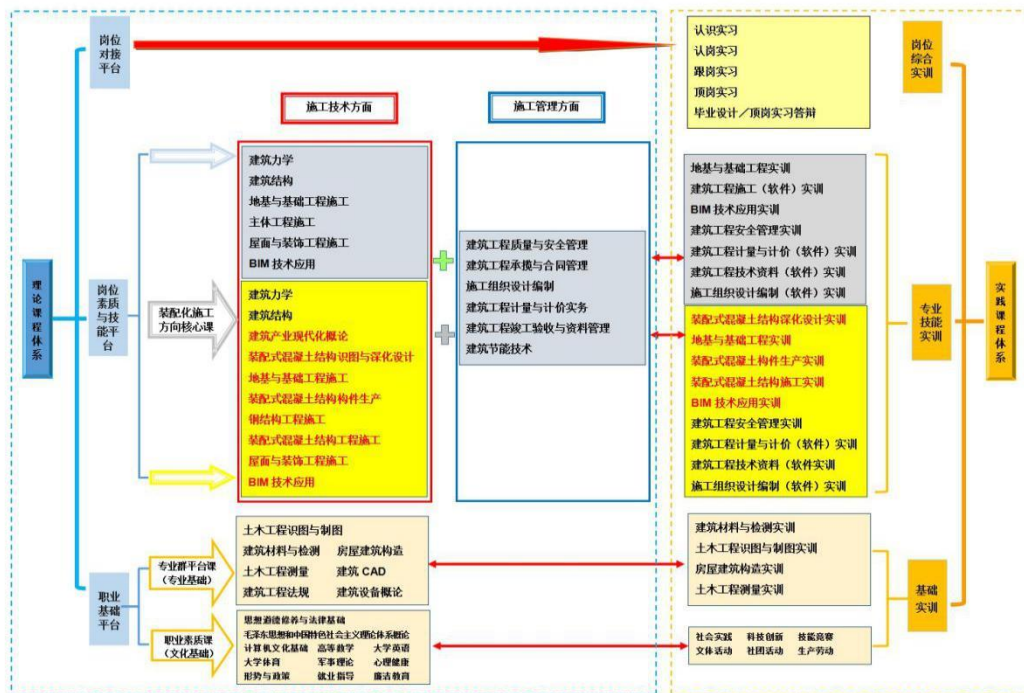 岗位
对接
平台
认识实习
认岗实习
跟岗实习
顶岗实习
毕业设计／顶岗实习答辩
岗位
综合
实训
施工技术方面
施工管理方面
建筑力学
建筑结构
地基与基础工程施工
主体工程施工
屋面与装饰工程施工
BIM 技术应用
建筑力学
建筑结构
建筑产业现代化概论
装配式混凝土结构识图与深化设计
地基与基础工程施工
装配式混凝土结构构件生产
钢结构工程施工
装配式混凝土结构工程施工
屋面与装饰工程施工
BIM 技术应用
建筑工程质量与安全管理
建筑工程承揽与合同管理
施工组织设计编制
建筑工程计量与计价实务
建筑工程竣工验收与资料管理
建筑节能技术
地基与基础工程实训
建筑工程施工（软件）实训
BIM 技术应用实训
建筑工程安全管理实训
建筑工程计量与计价（软件）实训
建筑工程技术资料（软件）实训
施工组织设计编制（软件）实训
装配式混凝土结构深化设计实训
地基与基础工程实训
装配式混凝土构件生产实训
装配式混凝土结构施工实训
BIM 技术应用实训
建筑工程安全管理实训
建筑工程计量与计价（软件）实训
建筑工程技术资料（软件实训
施工组织设计编制（软件）实训
理论课程体系
岗位
素质
与技
能平
台
装配化施工
方向核心课
专业
技能
实训
实践课程体系
职业
基础
平台
专业群平台课
（专业基础）
土木工程识图与制图
建筑材料与检测 房屋建筑构造
土木工程测量 建筑 CAD
建筑工程法规 建筑设备概论
建筑材料与检测实训
土木工程识图与制图实训
房屋建筑构造实训
土木工程测量实训
基础
实训
职业素质课
（文化基础）
思想道德修养与法律基础
毛泽东思想和中国特色社会主义理论体系概论
计算机文化基础 高等数学 大学英语
大学体育 军事理论 心理健康
形势与政策 就业指导 廉洁教育
社会实践 科技创新 技能竞赛
文体活动 社团活动 生产劳动